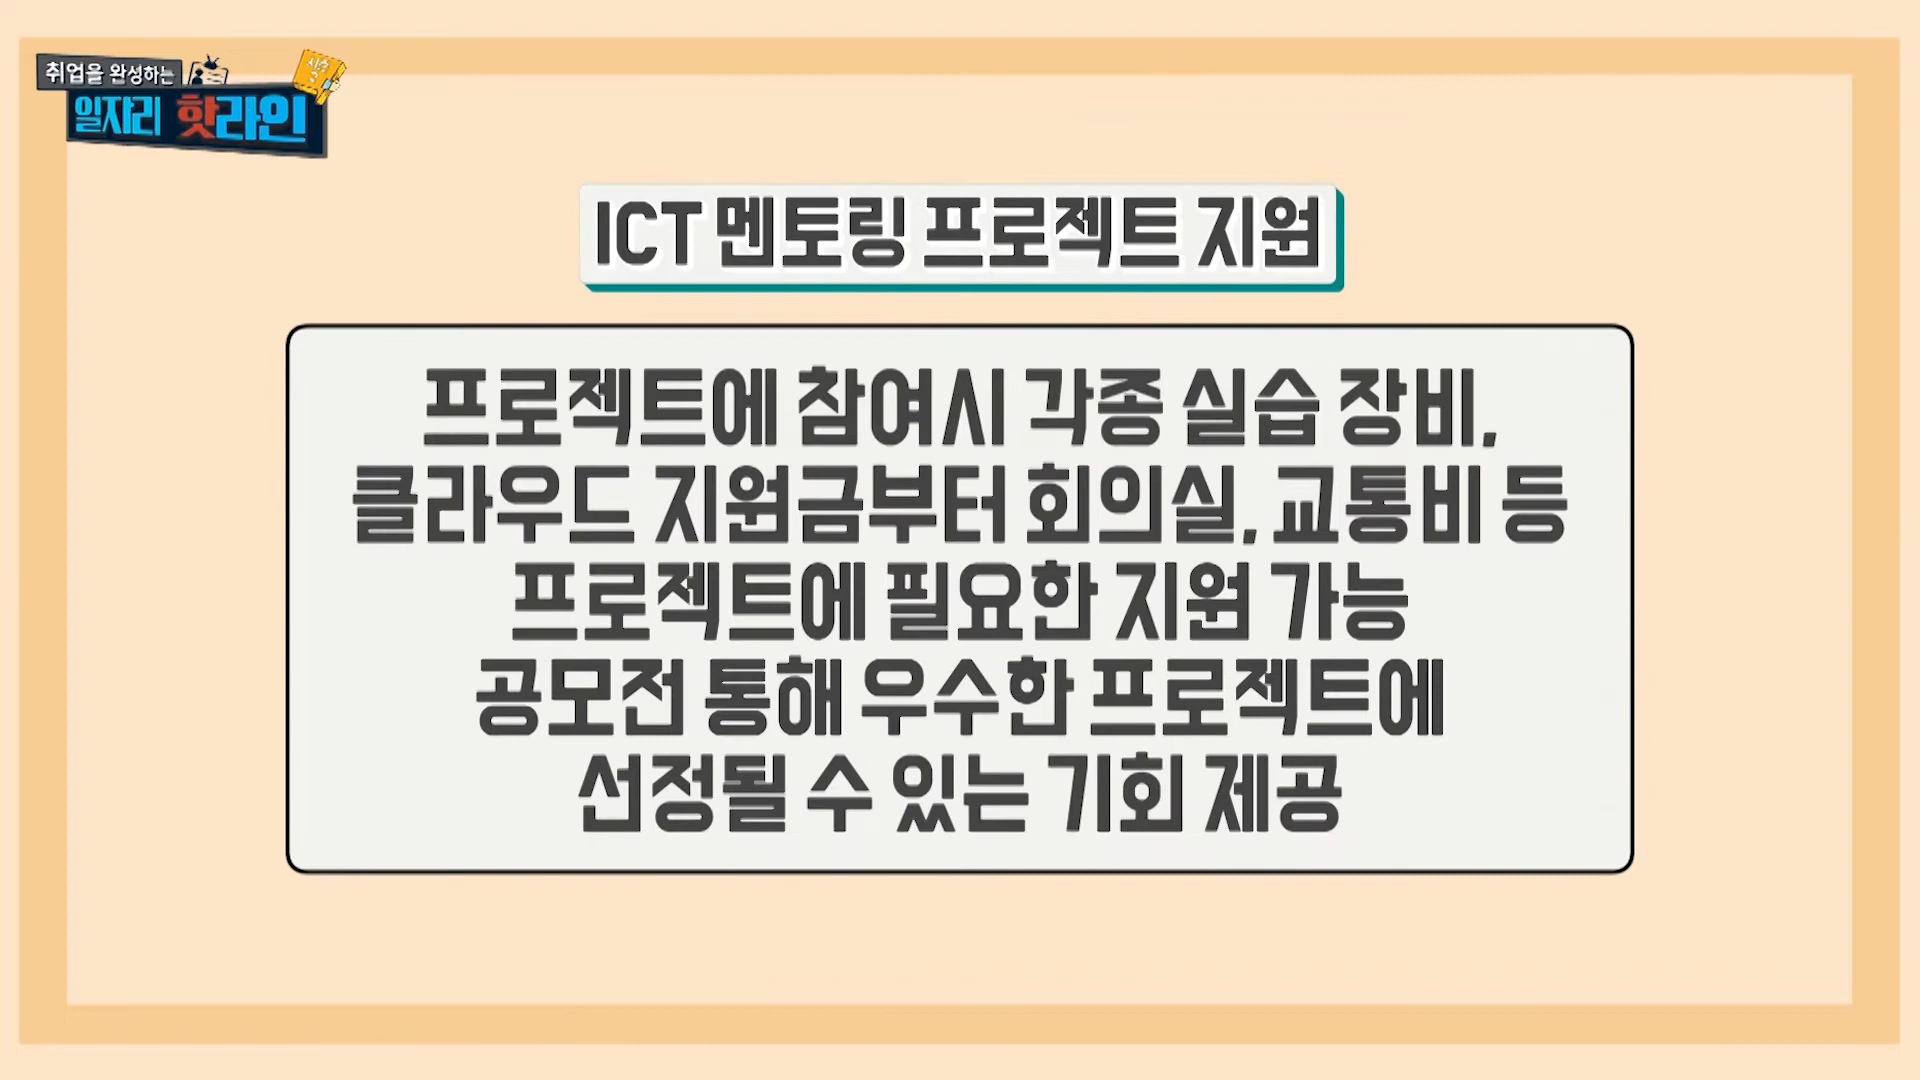 취업을 완성하는
일자리 핫라인
ICT 멘토링 프로젝트 지원
프로젝트에 참여시 각종 실습 장비,
클라우드 지원금부터 회의실, 교통비 등
프로젝트에 필요한 지원 가능
공모전 통해 우수한 프로젝트에
선정될 수 있는 기회 제공